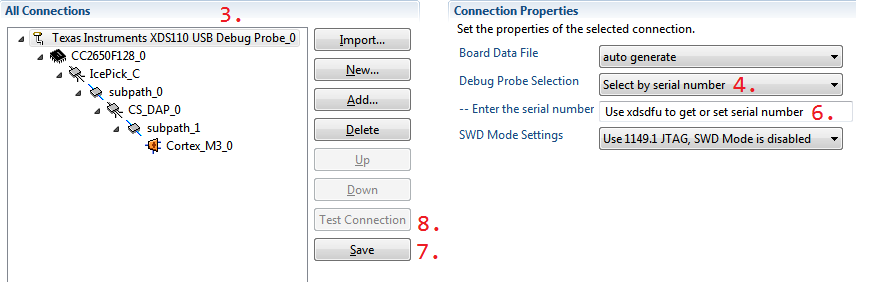 All Connections
3.
Texas Instruments XDS110 USB Debug Probe_0
CC2650F128_0
IcePick_C
subpath_0
CS_DAP_0
subpath_1
Cortex_M3_0
Import...
New...
Add...
Delete
Up
Down
Test Connection
8.
Save
7.
Connection Properties
Set the properties of the selected connection.
Board Data File
auto generate
Debug Probe Selection
Select by serial number
4.
-- Enter the serial number
Use xdsdfu to get or set serial number
6.
SWD Mode Settings
Use 1149.1 JTAG, SWD Mode is disabled